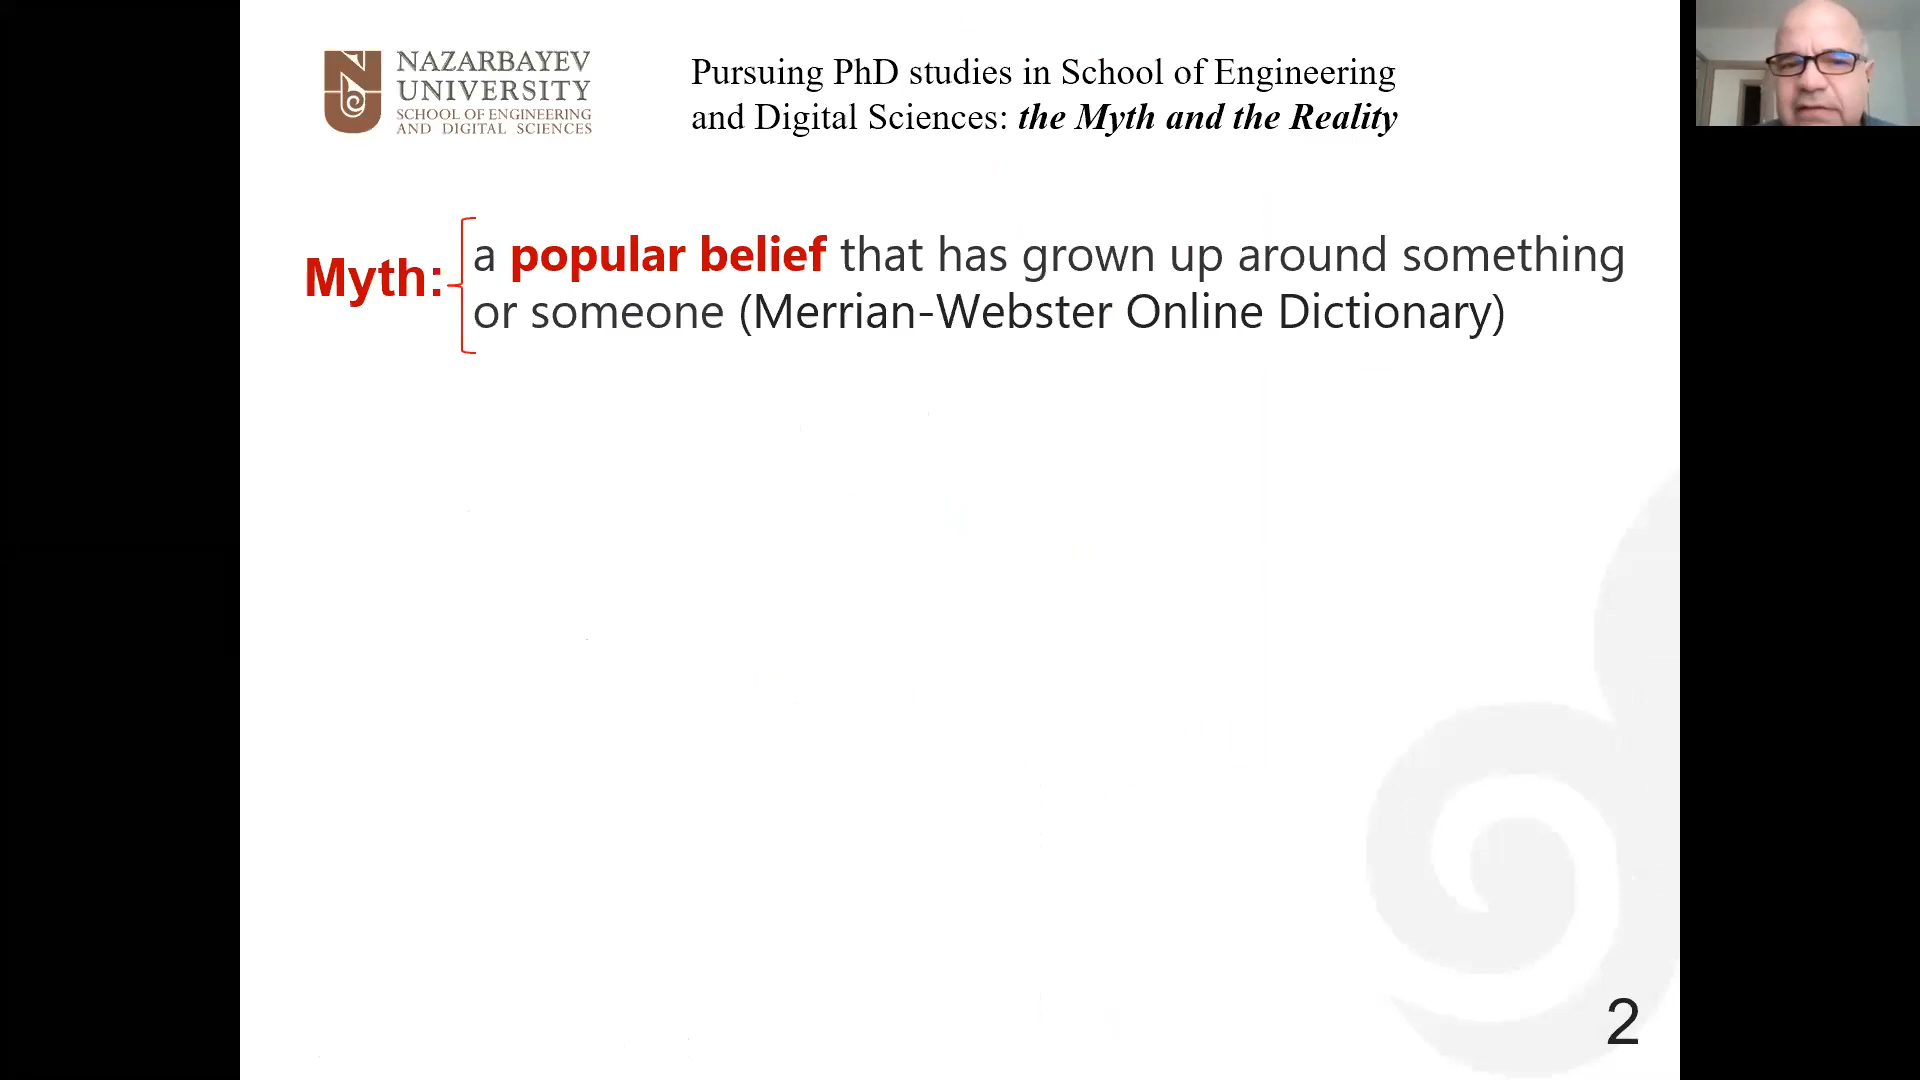 NAZARBAYEV
UNIVERSITY
SCHOOL OF ENGINEERING
AND DIGITAL SCIENCES
Pursuing PhD studies in School of Engineering
and Digital Sciences: the Myth and the Reality
Myth:
a popular belief that has grown up around something
or someone (Merrian-Webster Online Dictionary)
2